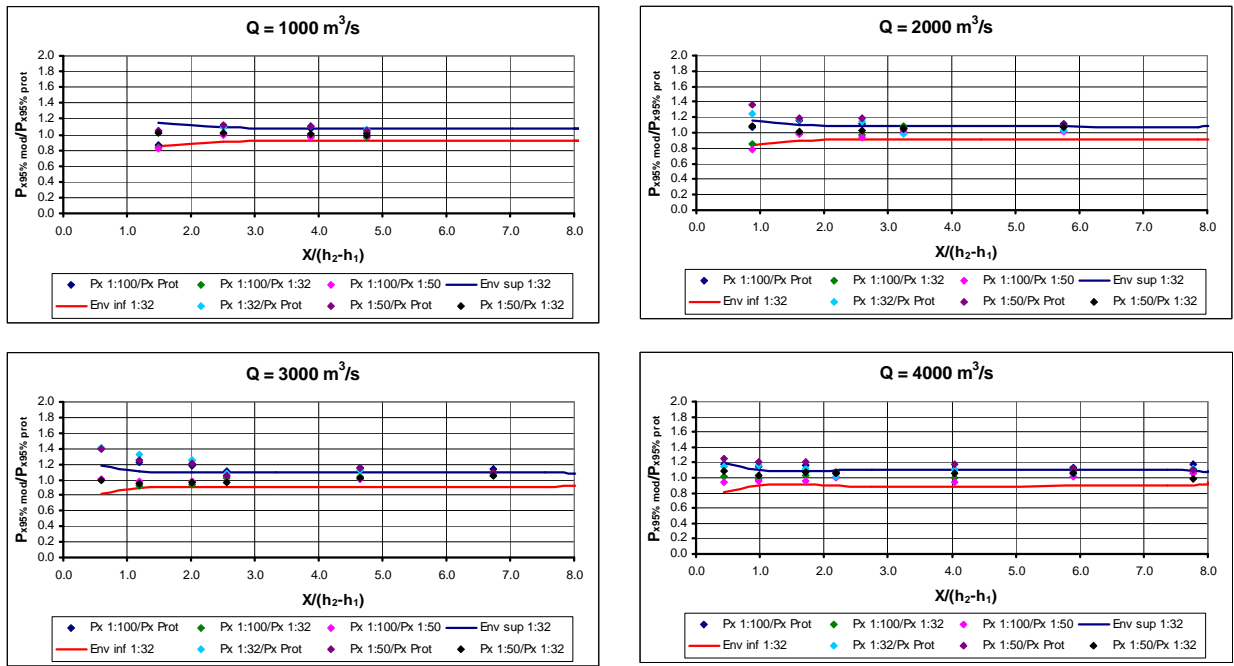 Q = 1000 m³/s
Px95% mod/Px95% prot
2.0
1.8
1.6
1.4
1.2
1.0
0.8
0.6
0.4
0.2
0.0
0.0 1.0 2.0 3.0 4.0 5.0 6.0 7.0 8.0
X/(h₂-h₁)
Px 1:100/Px Prot Px 1:100/Px 1:32 Px 1:100/Px 1:50 Env sup 1:32
Env inf 1:32 Px 1:32/Px Prot Px 1:50/Px Prot Px 1:50/Px 1:32
Q = 2000 m³/s
Px95% mod/Px95% prot
2.0
1.8
1.6
1.4
1.2
1.0
0.8
0.6
0.4
0.2
0.0
0.0 1.0 2.0 3.0 4.0 5.0 6.0 7.0 8.0
X/(h₂-h₁)
Px 1:100/Px Prot Px 1:100/Px 1:32 Px 1:100/Px 1:50 Env sup 1:32
Env inf 1:32 Px 1:32/Px Prot Px 1:50/Px Prot Px 1:50/Px 1:32
Q = 3000 m³/s
Px95% mod/Px95% prot
2.0
1.8
1.6
1.4
1.2
1.0
0.8
0.6
0.4
0.2
0.0
0.0 1.0 2.0 3.0 4.0 5.0 6.0 7.0 8.0
X/(h₂-h₁)
Px 1:100/Px Prot Px 1:100/Px 1:32 Px 1:100/Px 1:50 Env sup 1:32
Env inf 1:32 Px 1:32/Px Prot Px 1:50/Px Prot Px 1:50/Px 1:32
Q = 4000 m³/s
Px95% mod/Px95% prot
2.0
1.8
1.6
1.4
1.2
1.0
0.8
0.6
0.4
0.2
0.0
0.0 1.0 2.0 3.0 4.0 5.0 6.0 7.0 8.0
X/(h₂-h₁)
Px 1:100/Px Prot Px 1:100/Px 1:32 Px 1:100/Px 1:50 Env sup 1:32
Env inf 1:32 Px 1:32/Px Prot Px 1:50/Px Prot Px 1:50/Px 1:32